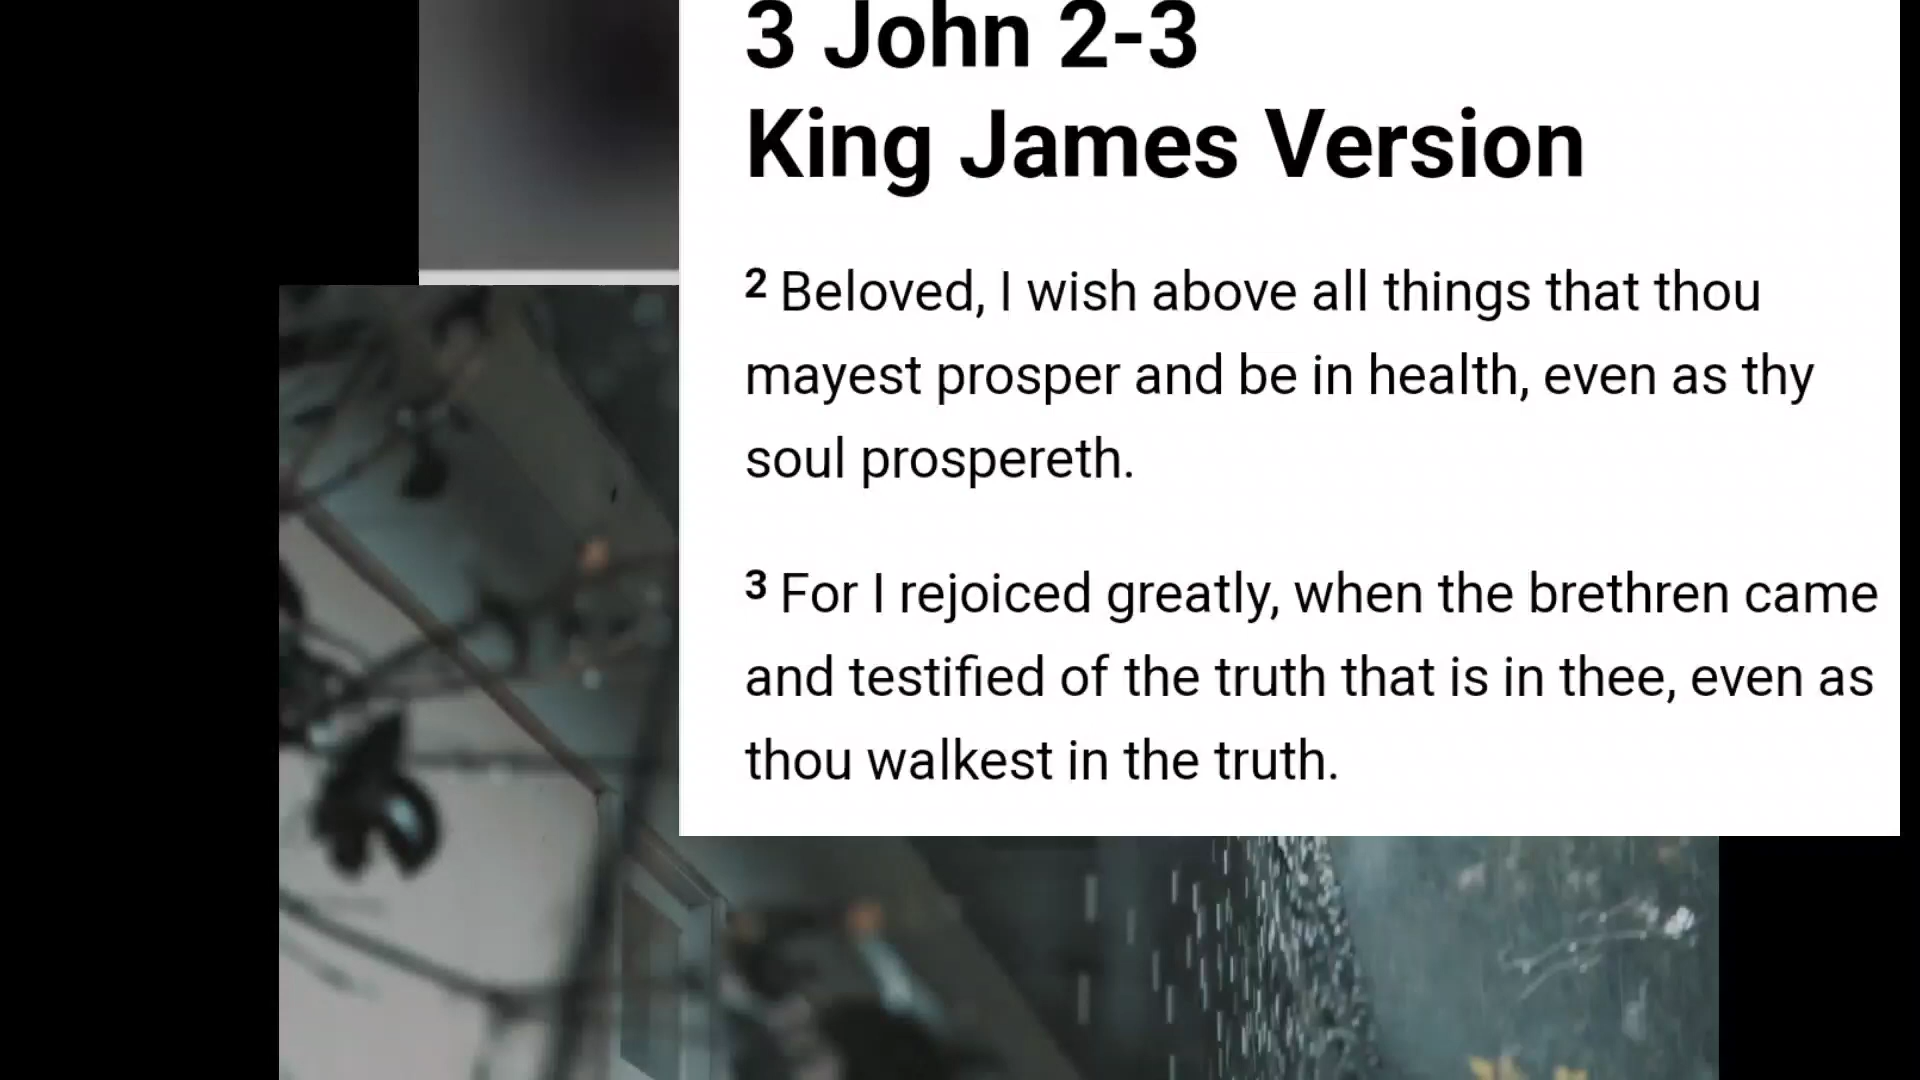 3 John 2-3
King James Version
2 Beloved, I wish above all things that thou
mayest prosper and be in health, even as thy
soul prospereth.
3 For I rejoiced greatly, when the brethren came
and testified of the truth that is in thee, even as
thou walkest in the truth.